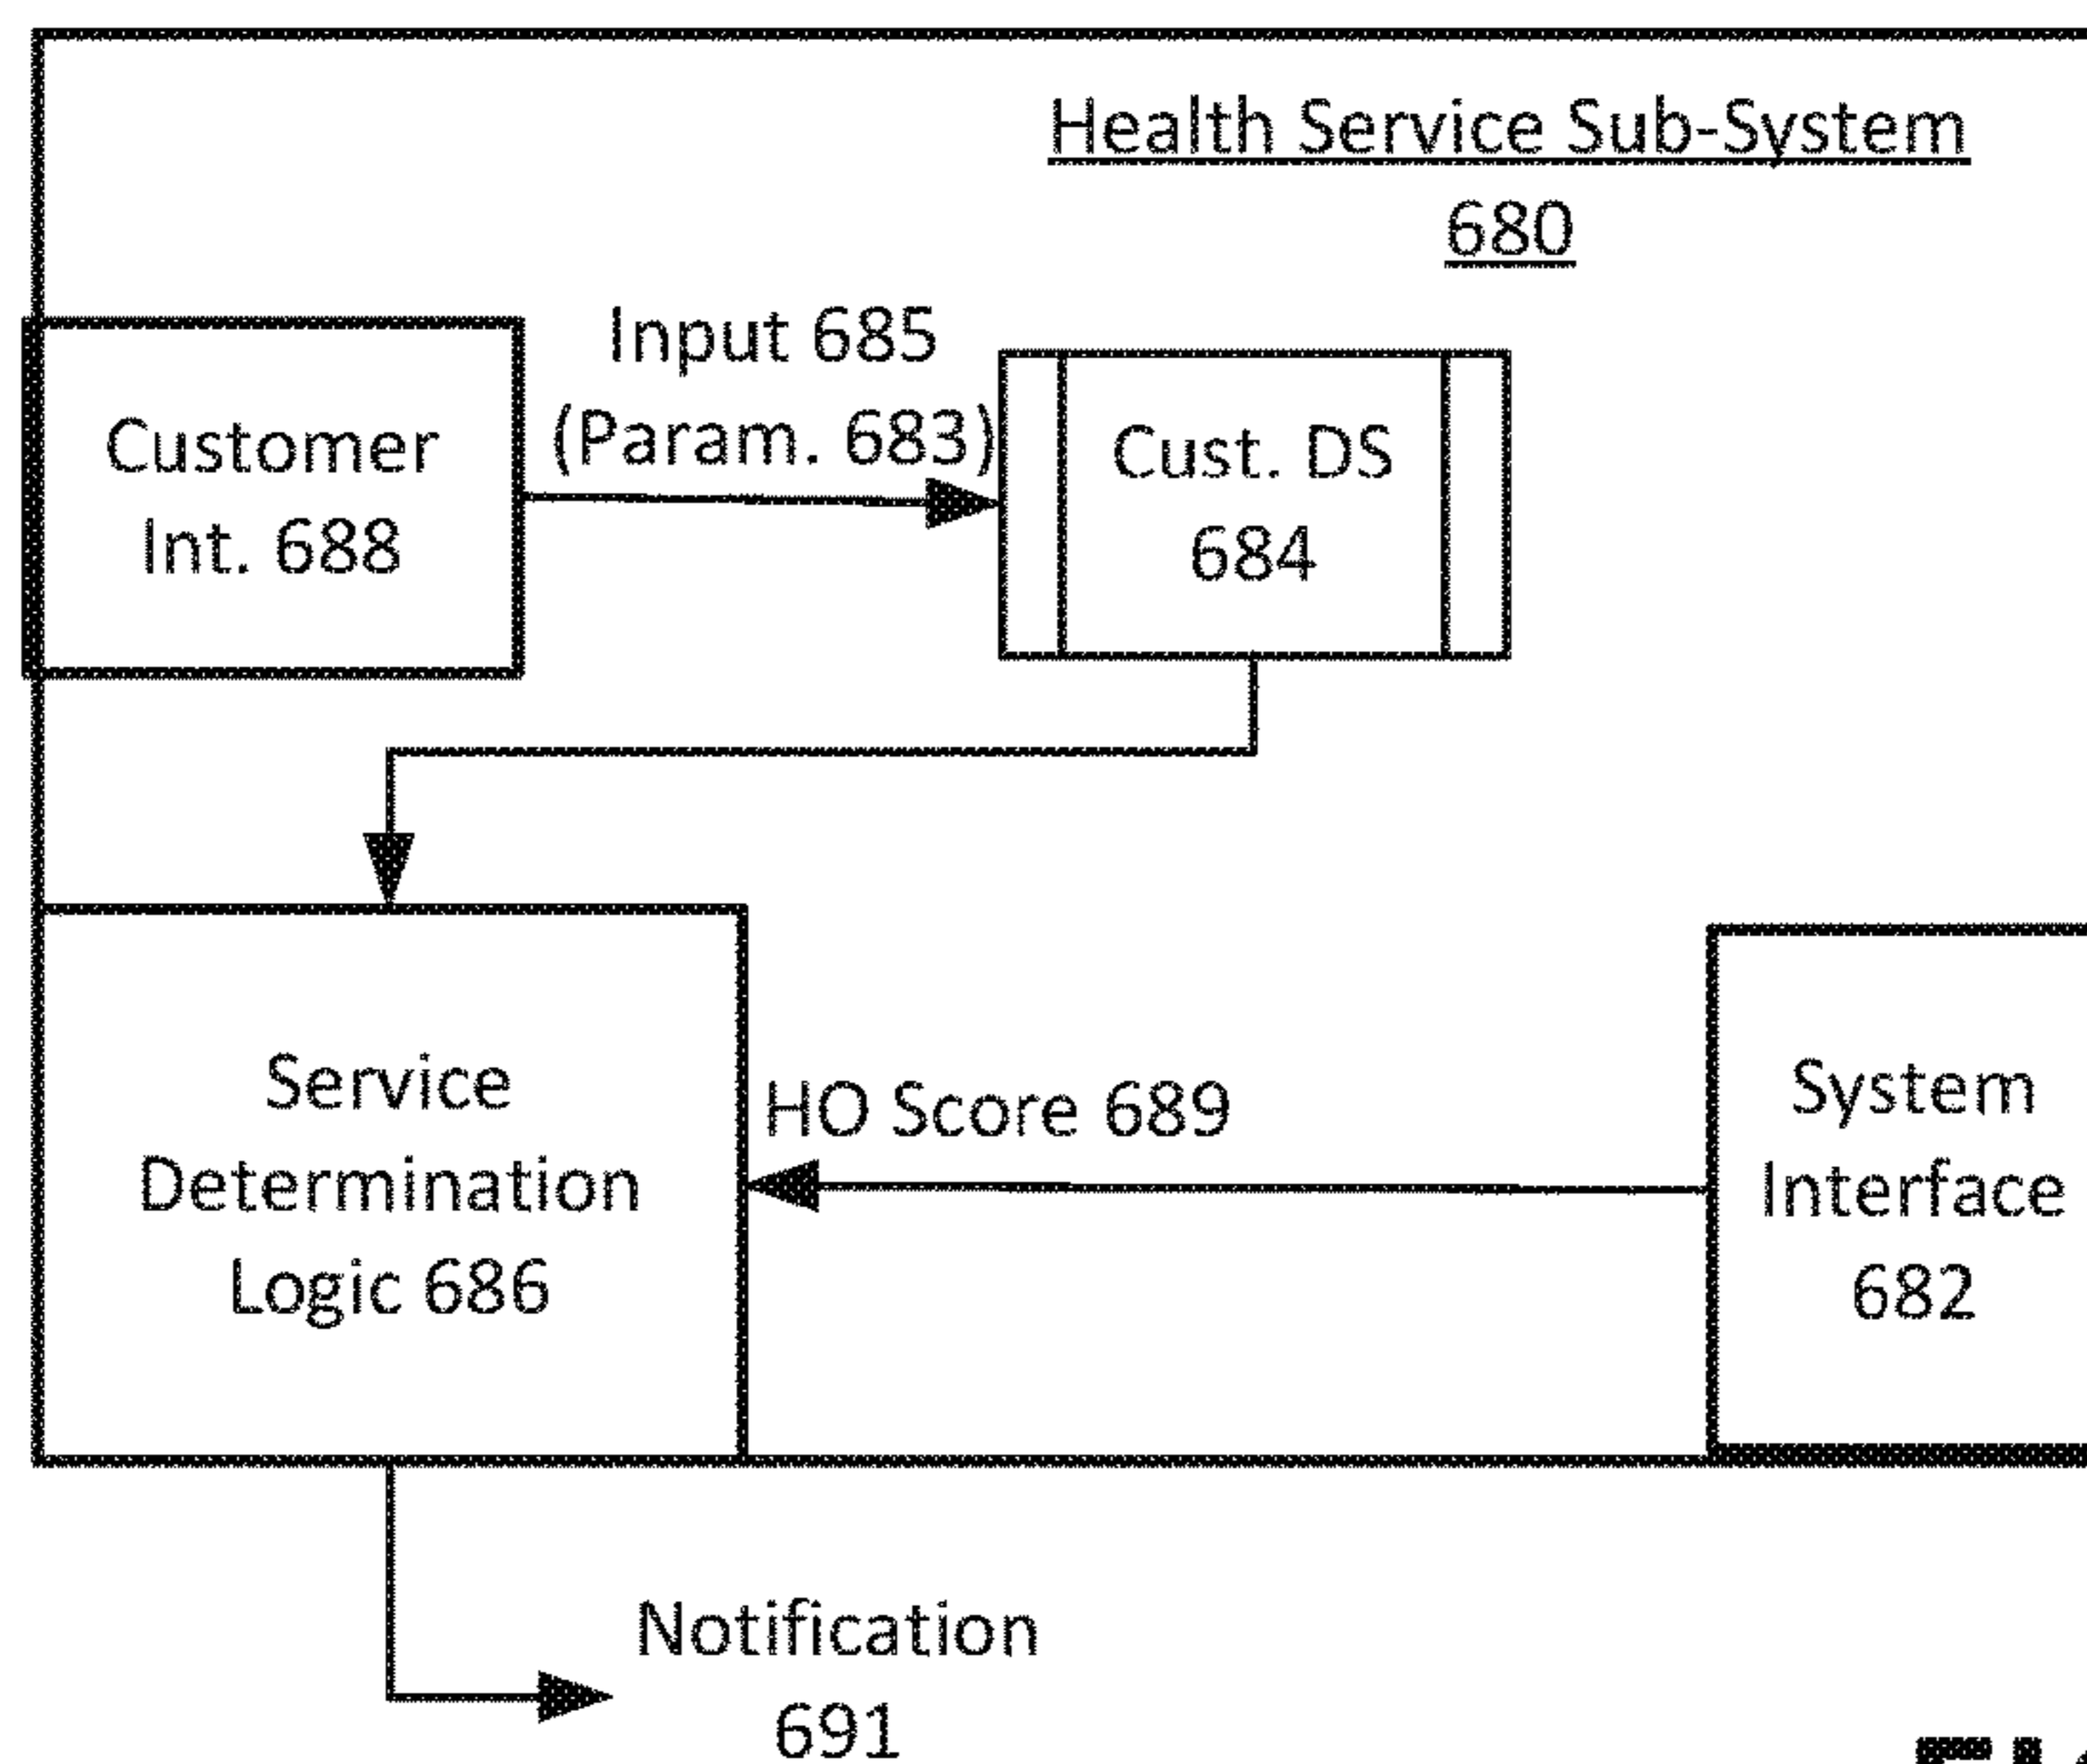 Health Service Sub-System
680
Input 685
(Param. 683)
Customer
Int. 688
Cust. DS
684
Service
Determination
Logic 686
HO Score 689
System
Interface
682
Notification
691